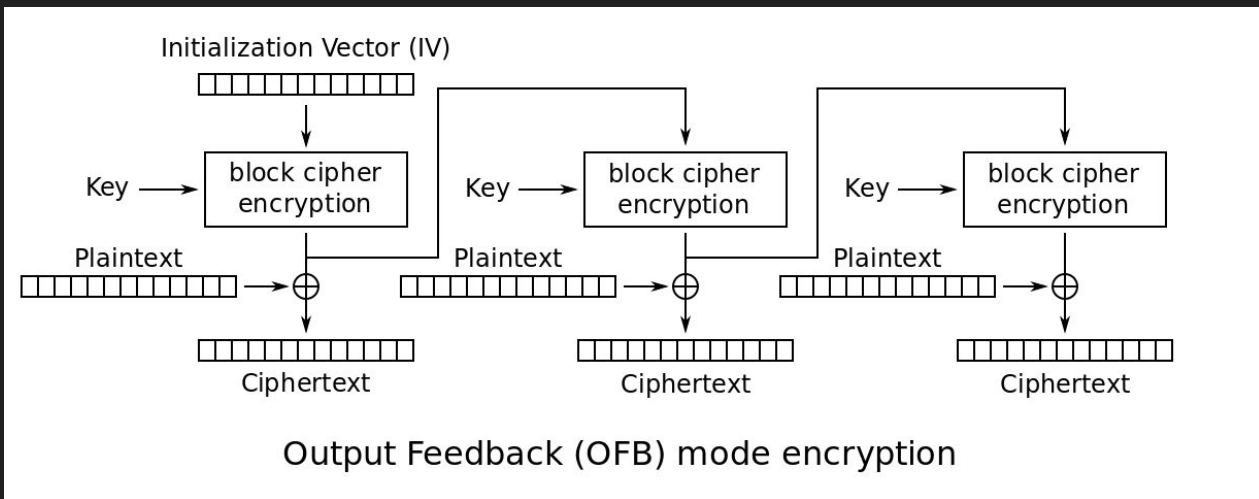 Initialization Vector (IV)
Key
block cipher
encryption
Key
block cipher
encryption
Key
block cipher
encryption
Plaintext
Plaintext
Plaintext
Ciphertext
Ciphertext
Ciphertext
Output Feedback (OFB) mode encryption